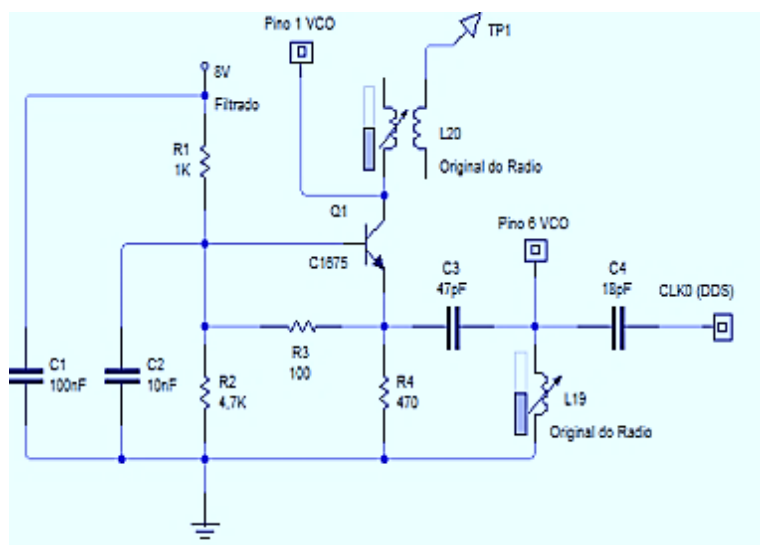 Pino 1 VCO
TP1
8V
Filtrado
R1
1K
L20
Original do Radio
Q1
C1675
Pino 6 VCO
C3
47pF
C4
18pF
CLK0 (DDS)
R3
100
C1
100nF
C2
10nF
R2
4,7K
R4
470
L19
Original do Radio